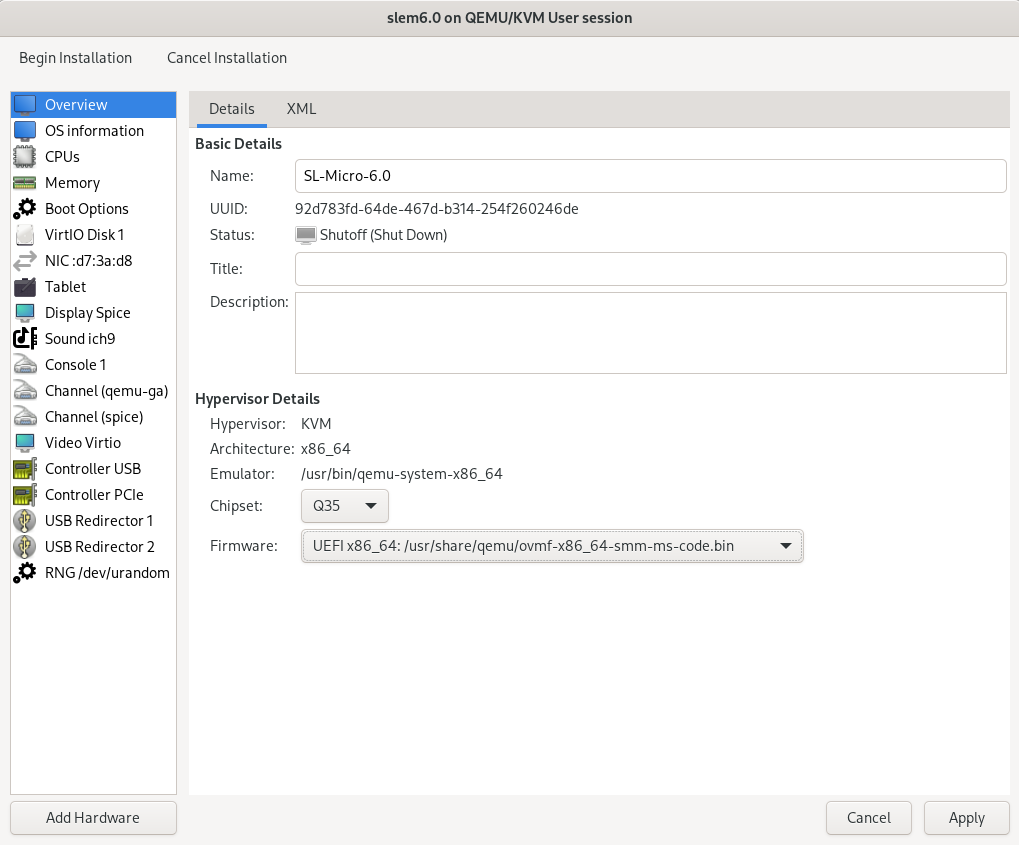 slem6.0 on QEMU/KVM User session
Begin Installation Cancel Installation
Overview
OS information
CPUs
Memory
Boot Options
VirtIO Disk 1
NIC :d7:3a:d8
Tablet
Display Spice
Sound ich9
Console 1
Channel (qemu-ga)
Channel (spice)
Video Virtio
Controller USB
Controller PCIe
USB Redirector 1
USB Redirector 2
RNG /dev/urandom
Add Hardware
Details XML
Basic Details
Name: SL-Micro-6.0
UUID: 92d783fd-64de-467d-b314-254f260246de
Status: Shutoff (Shut Down)
Title:
Description:
Hypervisor Details
Hypervisor: KVM
Architecture: x86_64
Emulator: /usr/bin/qemu-system-x86_64
Chipset: Q35
Firmware: UEFI x86_64: /usr/share/qemu/ovmf-x86_64-smm-ms-code.bin
Cancel Apply